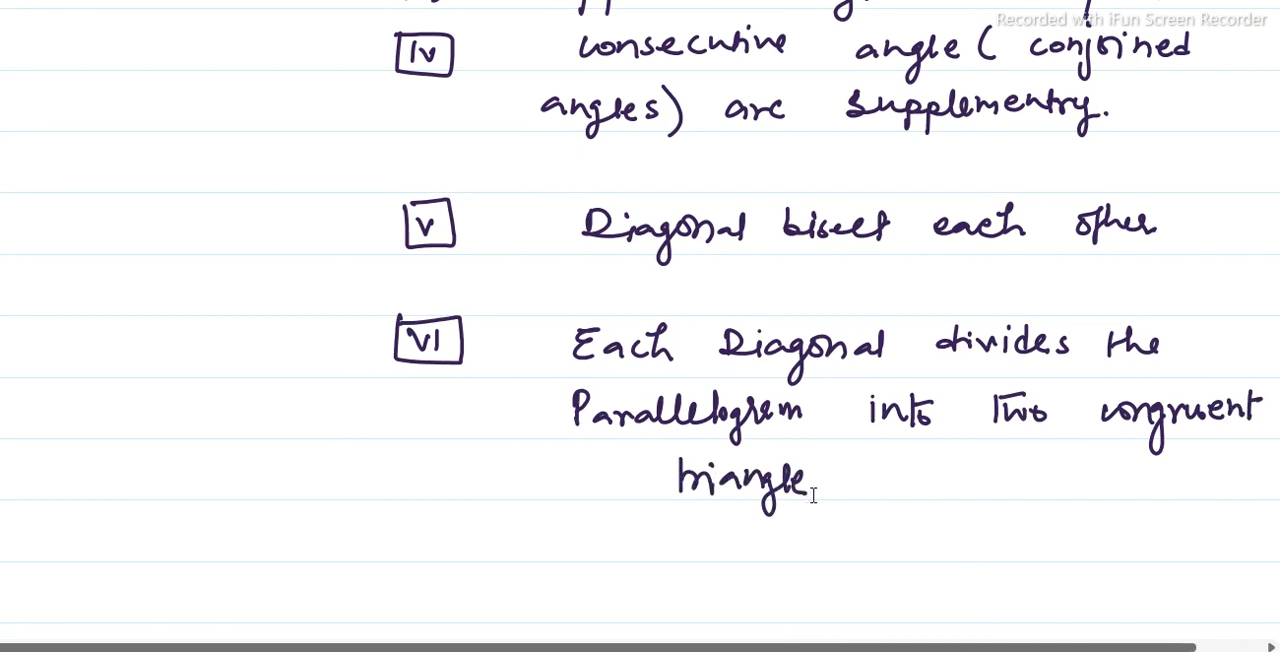 Recorded with iFun Screen Recorder
iv consecutive angle ( conjoined
angles) are supplementry.
v Diagonal bisect each other
vi Each Diagonal divides the
Parallelogram into Two congruent
triangle.